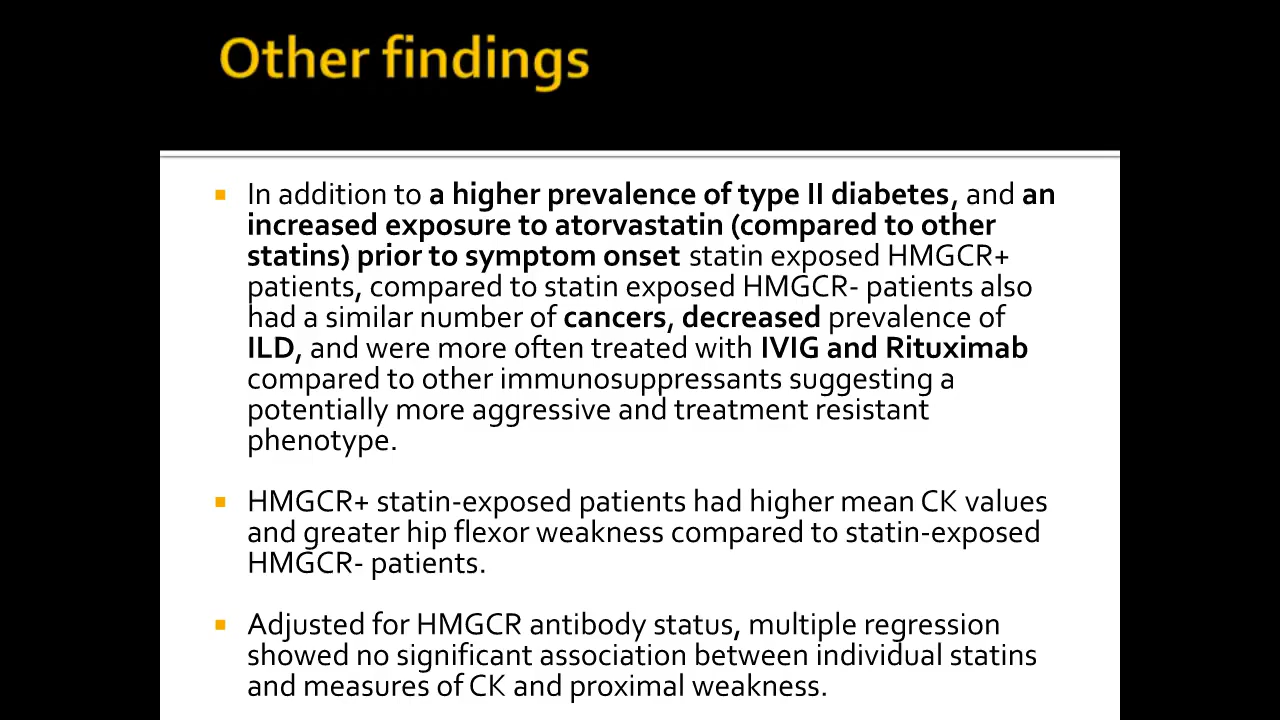 Other findings
In addition to a higher prevalence of type II diabetes, and an
increased exposure to atorvastatin (compared to other
statins) prior to symptom onset statin exposed HMGCR+
patients, compared to statin exposed HMGCR- patients also
had a similar number of cancers, decreased prevalence of
ILD, and were more often treated with IVIG and Rituximab
compared to other immunosuppressants suggesting a
potentially more aggressive and treatment resistant
phenotype.
HMGCR+ statin-exposed patients had higher mean CK values
and greater hip flexor weakness compared to statin-exposed
HMGCR- patients.
Adjusted for HMGCR antibody status, multiple regression
showed no significant association between individual statins
and measures of CK and proximal weakness.